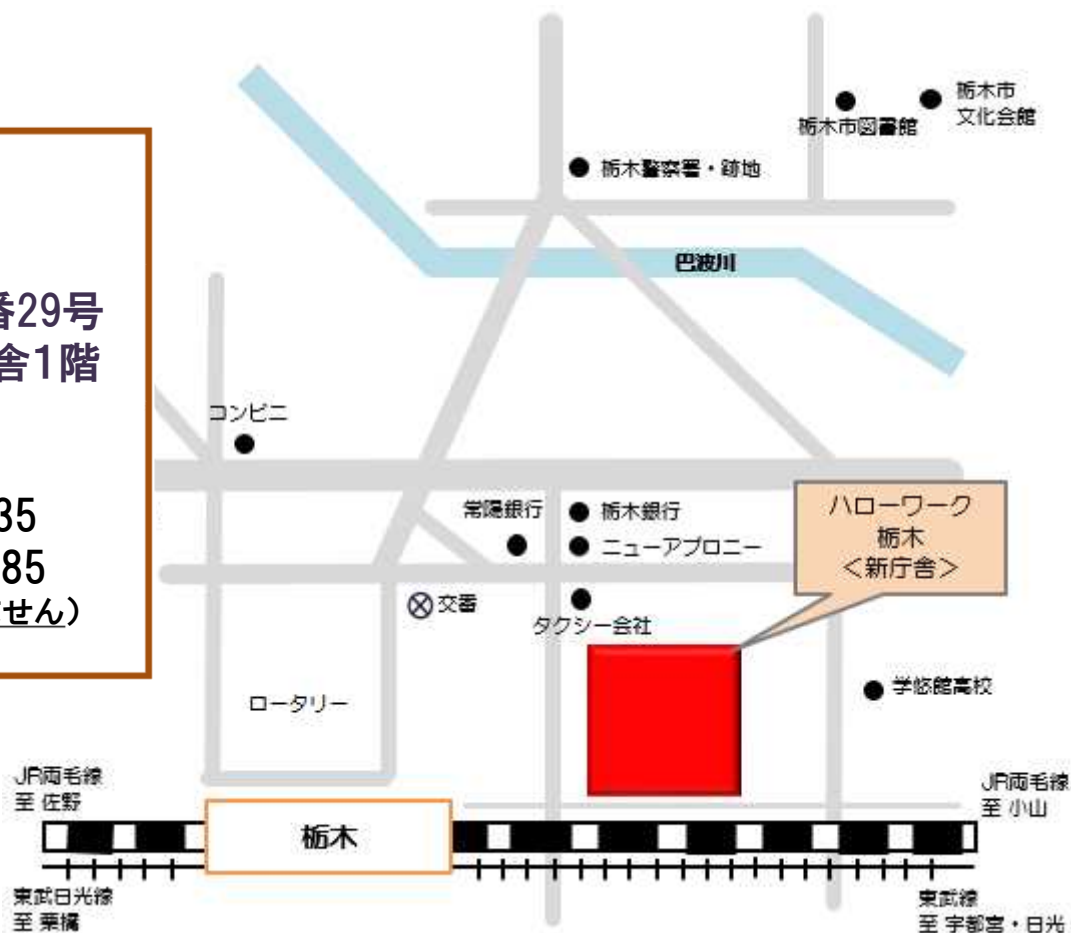 栃木市
文化会館
栃木市図書館
栃木警察署・跡地
巴波川
番29号
舎1階
コンビニ
35
85
せん）
常陽銀行
栃木銀行
ニューアプロニー
ハローワーク
栃木
＜新庁舎＞
交番
タクシー会社
学悠館高校
ロータリー
JR両毛線
至 佐野
栃木
JR両毛線
至 小山
東武日光線
至 栗橋
東武線
至 宇都宮・日光